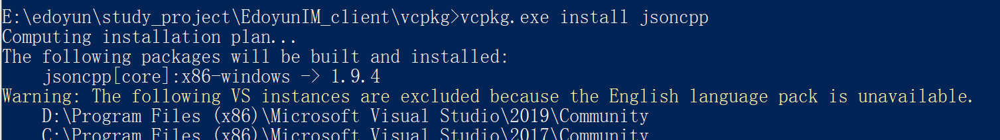 E:\edoyun\study_project\EdoyunIM_client\vcpkg>vcpkg.exe install jsoncpp
Computing installation plan...
The following packages will be built and installed:
    jsoncpp[core]:x86-windows -> 1.9.4
Warning: The following VS instances are excluded because the English language pack is unavailable.
    D:\Program Files (x86)\Microsoft Visual Studio\2019\Community
    C:\Program Files (x86)\Microsoft Visual Studio\2017\Community